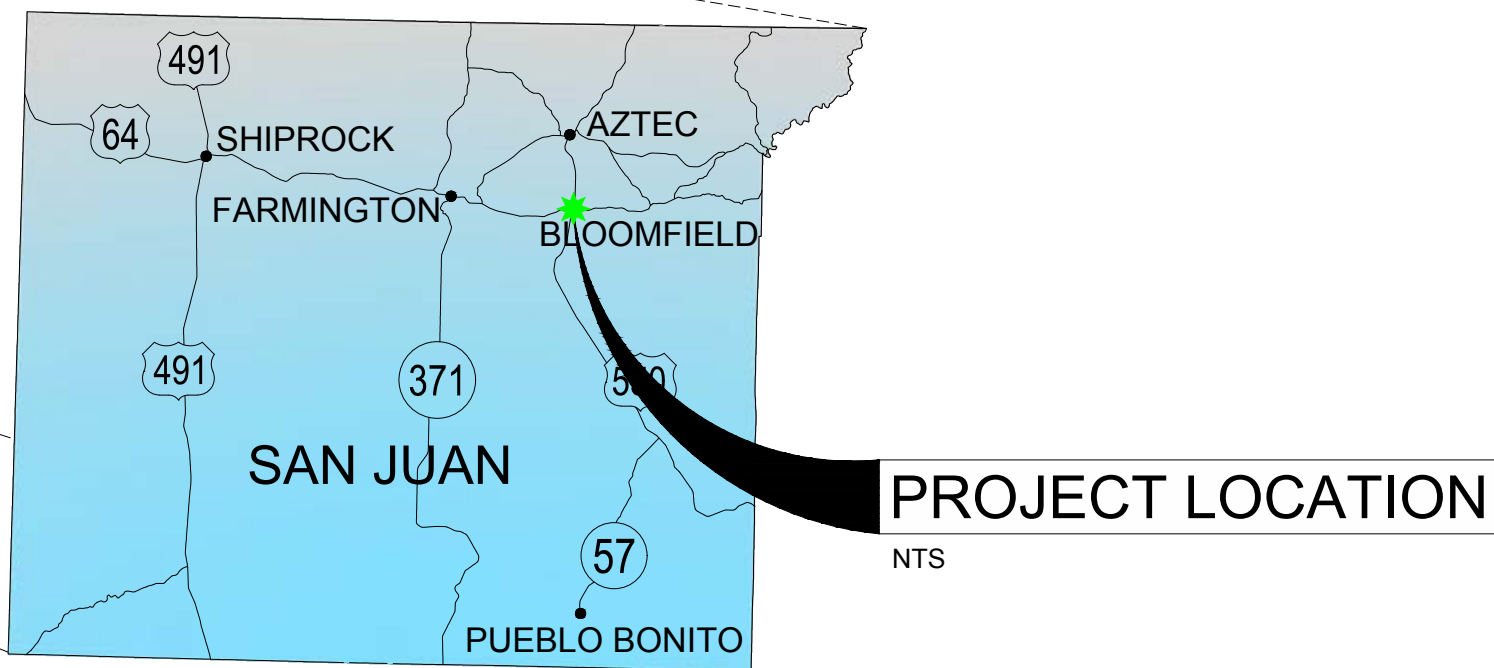 491
64
SHIPROCK
AZTEC
FARMINGTON
BLOOMFIELD
491
371
SAN JUAN
PROJECT LOCATION
NTS
57
PUEBLO BONITO